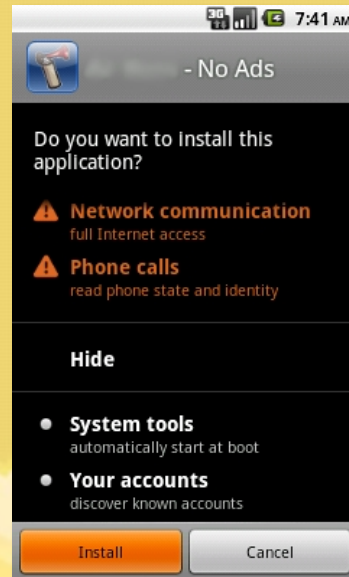 3G 7:41 AM
- No Ads
Do you want to install this
application?
Network communication
full Internet access
Phone calls
read phone state and identity
Hide
System tools
automatically start at boot
Your accounts
discover known accounts
Install Cancel